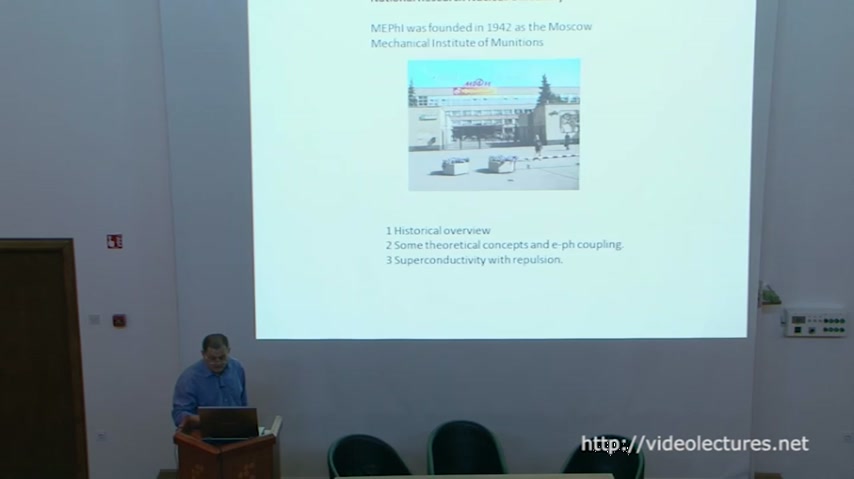 MEPhI was founded in 1942 as the Moscow
Mechanical Institute of Munitions
1 Historical overview
2 Some theoretical concepts and e-ph coupling.
3 Superconductivity with repulsion.
http://videolectures.net